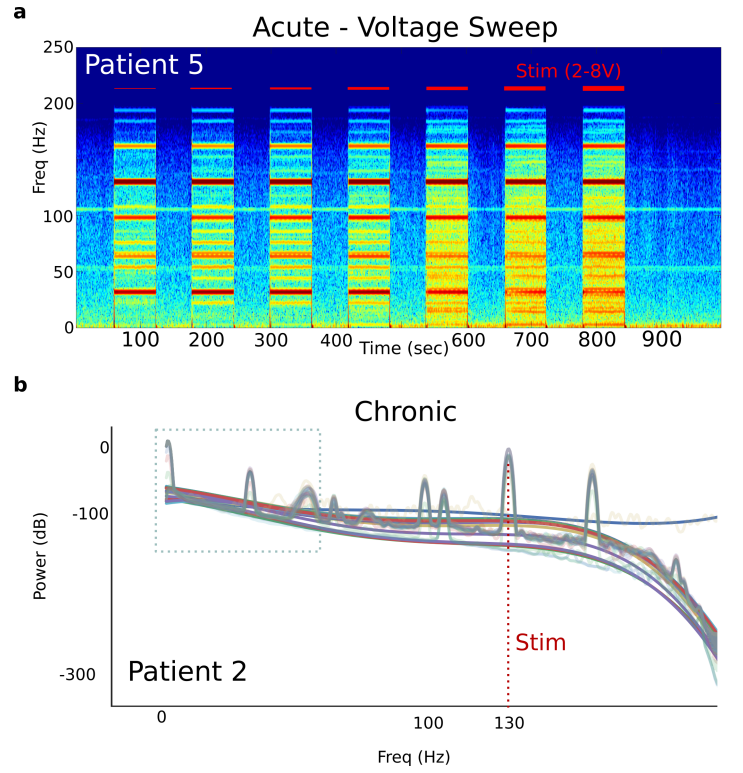 a
Acute - Voltage Sweep
250
Patient 5
Stim (2-8V)
200
150
Freq (Hz)
100
50
0
100 200 300 400 600 700 800 900
Time (sec)
b
Chronic
0
-100
Power (dB)
Stim
Patient 2
-300
0
100 130
Freq (Hz)